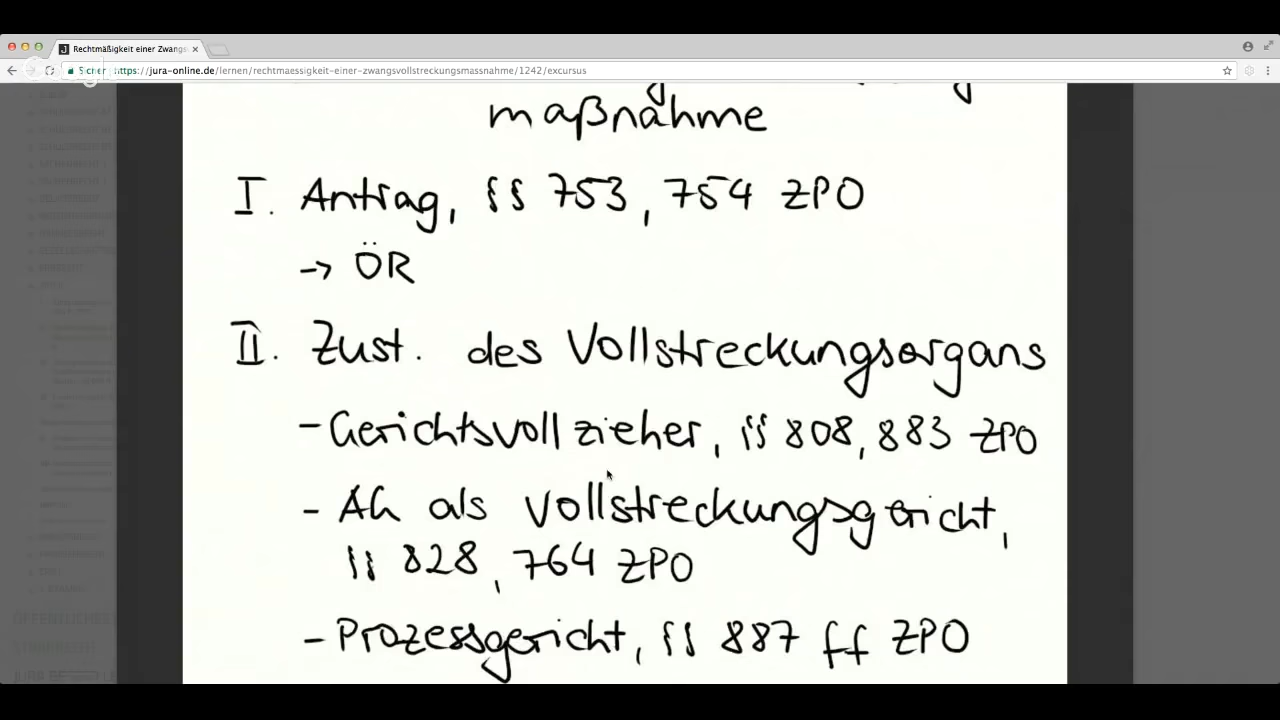 Rechtmäßigkeit einer Zwangs
https://jura-online.de/lernen/rechtmaessigkeit-einer-zwangsvollstreckungsmassnahme/1242/excursus
maßnahme
I. Antrag, §§ 753, 754 ZPO
→ ÖR
II. Zust. des Vollstreckungsorgans
- Gerichtsvollzieher, §§ 808, 883 ZPO
- AG als Vollstreckungsgericht,
§§ 828, 764 ZPO
- Prozessgericht, §§ 887 ff ZPO